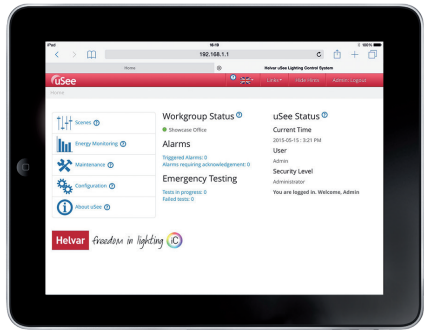 iPad 16:18 100%
192.168.1.1
Home Helvar uSee Lighting Control System
uSee Links Hide Hints Admin: Logout
Home
Scenes
Energy Monitoring
Maintenance
Configuration
About uSee
Workgroup Status
Showcase Office
Alarms
Triggered Alarms: 0
Alarms requiring acknowledgement: 0
Emergency Testing
Tests in progress: 0
Failed tests: 0
uSee Status
Current Time
2015-05-15 : 3:21 PM
User
Admin
Security Level
Administrator
You are logged in. Welcome, Admin
Helvar freedom in lighting iC